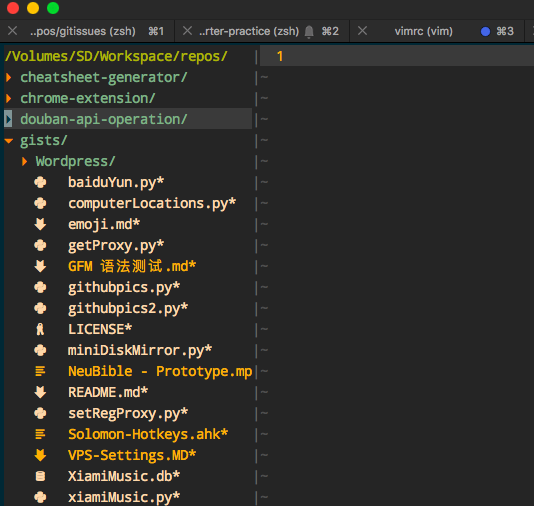 ..pos/gitissues (zsh) ⌘1 ..rter-practice (zsh) ⌘2 vimrc (vim) ⌘3
/Volumes/SD/Workspace/repos/ 1
cheatsheet-generator/
chrome-extension/
douban-api-operation/
gists/
Wordpress/
baiduYun.py*
computerLocations.py*
emoji.md*
getProxy.py*
GFM 语法测试.md*
githubpics.py*
githubpics2.py*
LICENSE*
miniDiskMirror.py*
NeuBible - Prototype.mp
README.md*
setRegProxy.py*
Solomon-Hotkeys.ahk*
VPS-Settings.MD*
XiamiMusic.db*
xiamiMusic.py*